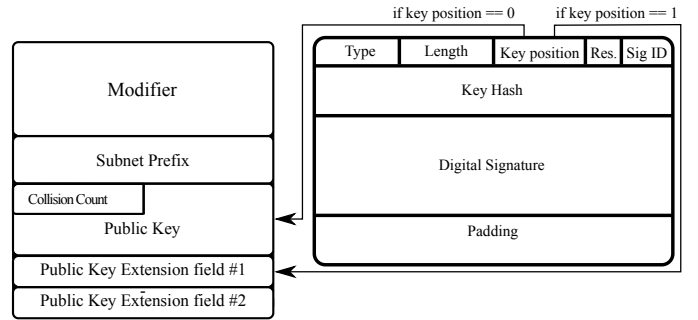 if key position == 0
if key position == 1
Type
Length
Key position
Res.
Sig ID
Key Hash
Digital Signature
Padding
Modifier
Subnet Prefix
Collision Count
Public Key
Public Key Extension field #1
Public Key Extension field #2